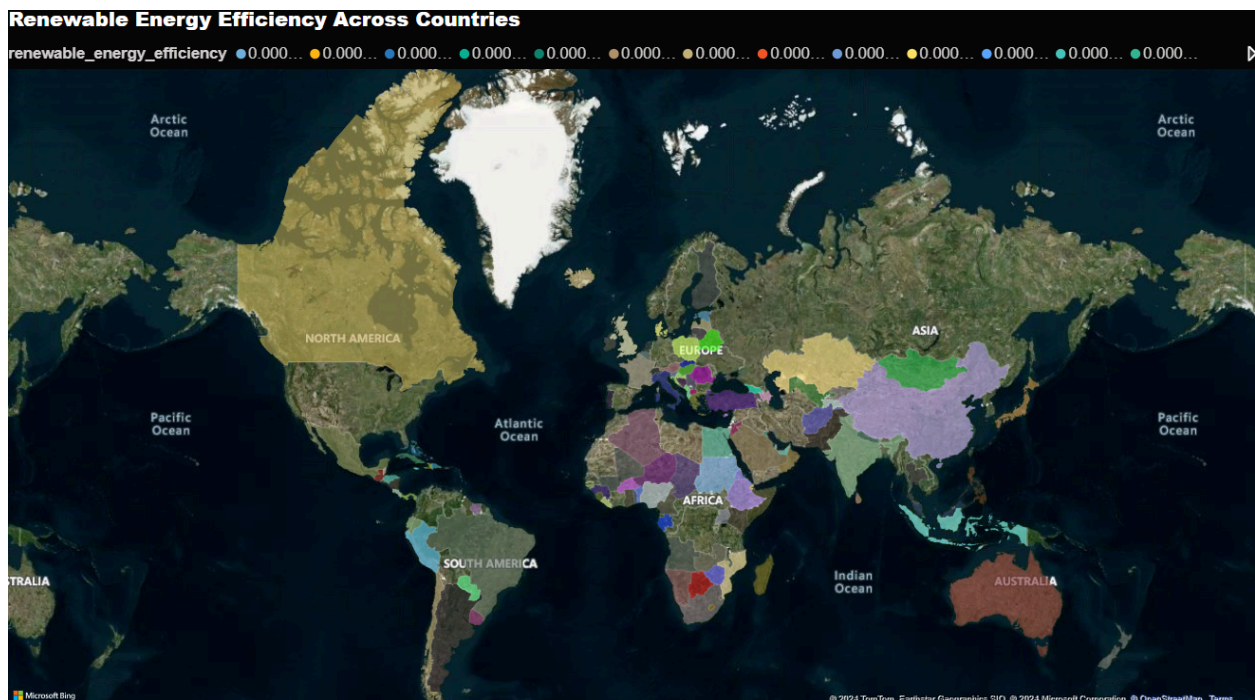 Renewable Energy Efficiency Across Countries
renewable_energy_efficiency 0.000... 0.000... 0.000... 0.000... 0.000... 0.000... 0.000... 0.000... 0.000... 0.000... 0.000... 0.000... 0.000...
Arctic
Ocean
Arctic
Ocean
NORTH AMERICA
ASIA
EUROPE
Pacific
Ocean
Atlantic
Ocean
Pacific
Ocean
AFRICA
SOUTH AMERICA
Indian
Ocean
STRALIA
AUSTRALIA
Microsoft Bing
© 2024 TomTom, Earthstar Geographics SIO, © 2024 Microsoft Corporation, © OpenStreetMap Terms